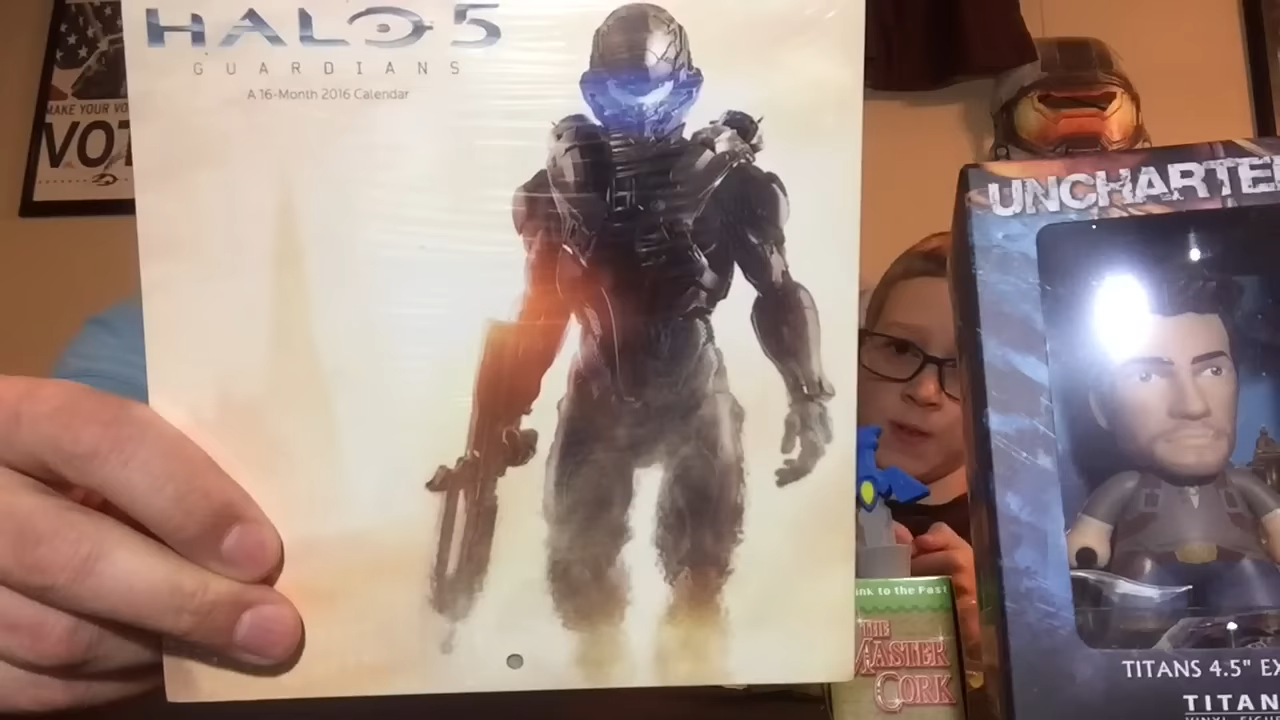 HALO 5
GUARDIANS
A 16-Month 2016 Calendar
MAKE YOUR VO
VOT
UNCHARTE
ink to the Past
THE
MASTER
CORK
TITANS 4.5" EX
TITAN